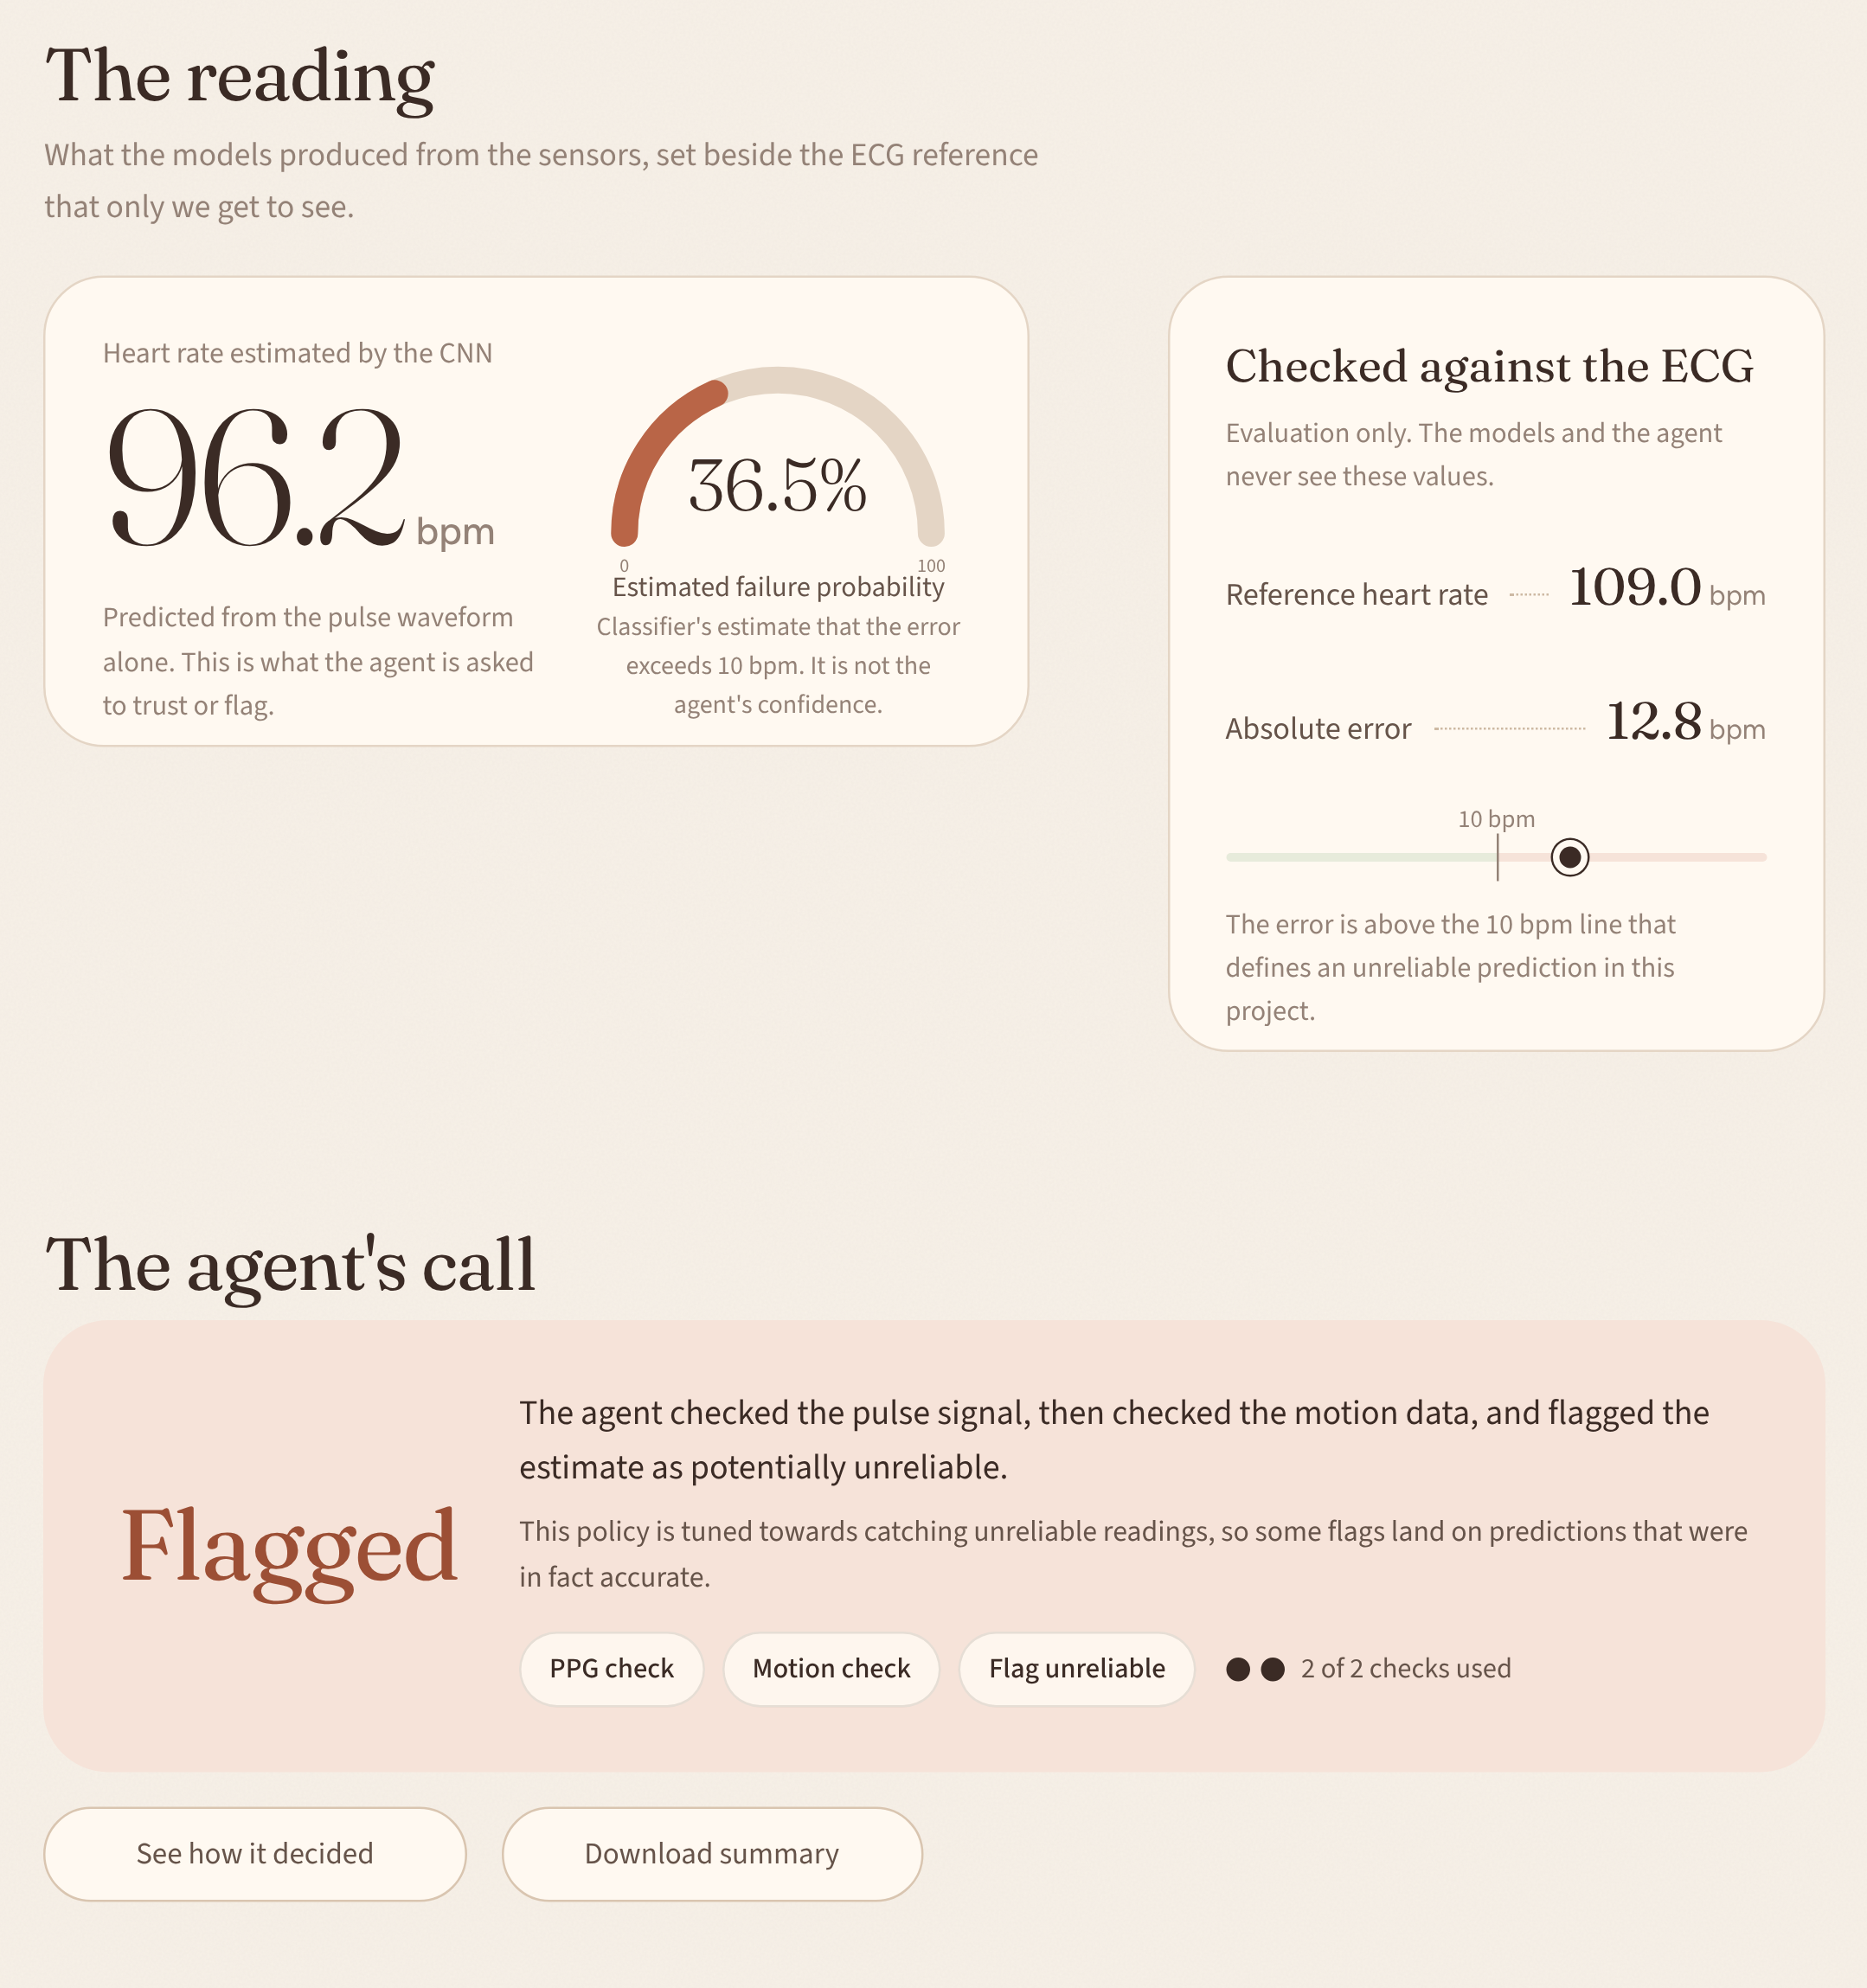 The reading
What the models produced from the sensors, set beside the ECG reference
that only we get to see.
Heart rate estimated by the CNN
96.2 bpm
Predicted from the pulse waveform
alone. This is what the agent is asked
to trust or flag.
36.5%
0 100
Estimated failure probability
Classifier's estimate that the error
exceeds 10 bpm. It is not the
agent's confidence.
Checked against the ECG
Evaluation only. The models and the agent
never see these values.
Reference heart rate 109.0 bpm
Absolute error 12.8 bpm
10 bpm
The error is above the 10 bpm line that
defines an unreliable prediction in this
project.
The agent's call
Flagged
The agent checked the pulse signal, then checked the motion data, and flagged the
estimate as potentially unreliable.
This policy is tuned towards catching unreliable readings, so some flags land on predictions that were
in fact accurate.
PPG check Motion check Flag unreliable 2 of 2 checks used
See how it decided Download summary